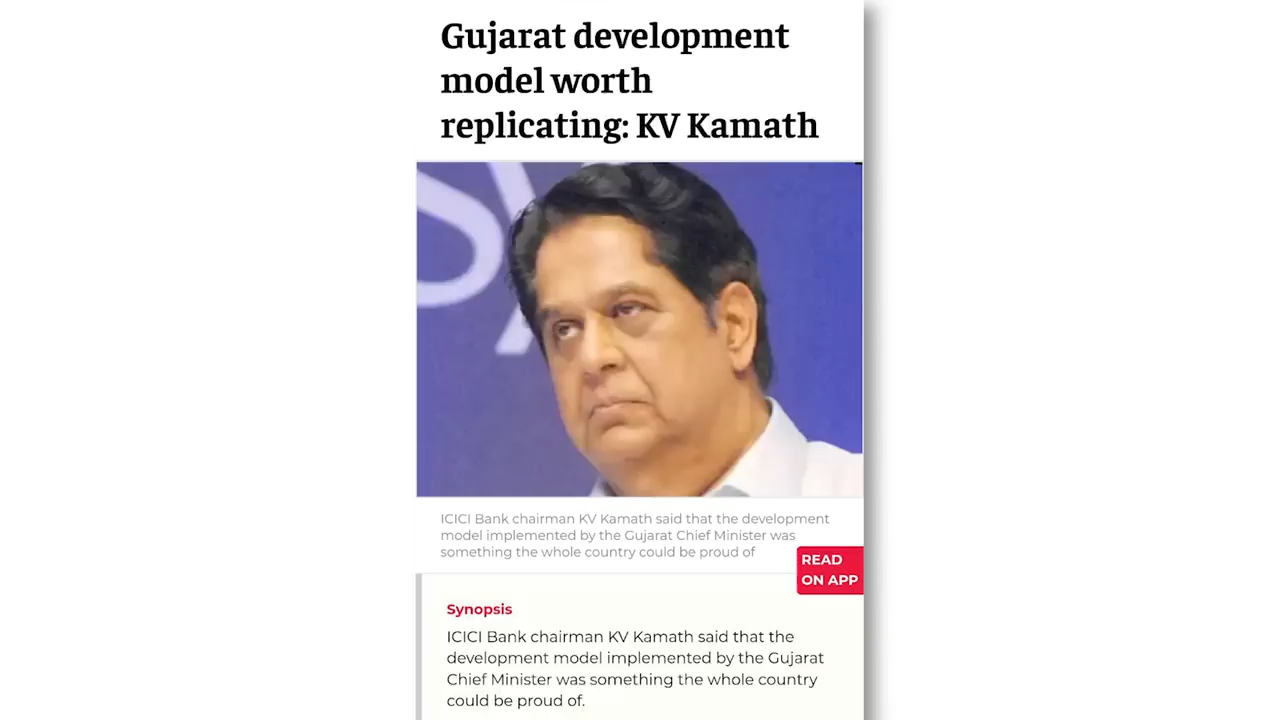 Gujarat development
model worth
replicating: KV Kamath
ICICI Bank chairman KV Kamath said that the development
model implemented by the Gujarat Chief Minister was
something the whole country could be proud of
READ
ON APP
Synopsis
ICICI Bank chairman KV Kamath said that the
development model implemented by the Gujarat
Chief Minister was something the whole country
could be proud of.